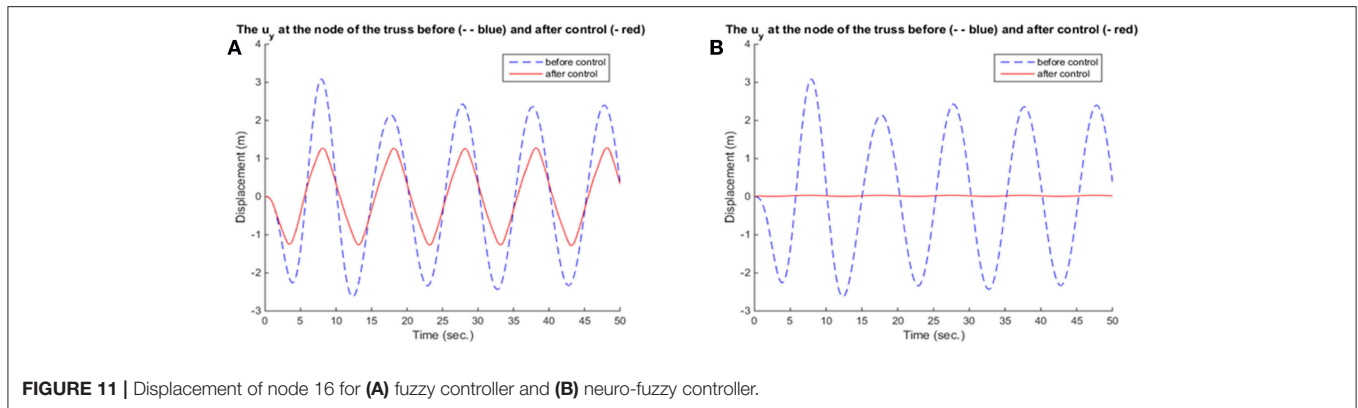 The u_y at the node of the truss before (- - blue) and after control (- red)
A
4
3
2
1
0
-1
-2
-3
Displacement (m)
before control
after control
0 5 10 15 20 25 30 35 40 45 50
Time (sec.)
The u_y at the node of the truss before (- - blue) and after control (- red)
B
4
3
2
1
0
-1
-2
-3
Displacement (m)
before control
after control
0 5 10 15 20 25 30 35 40 45 50
Time (sec.)
FIGURE 11 | Displacement of node 16 for (A) fuzzy controller and (B) neuro-fuzzy controller.